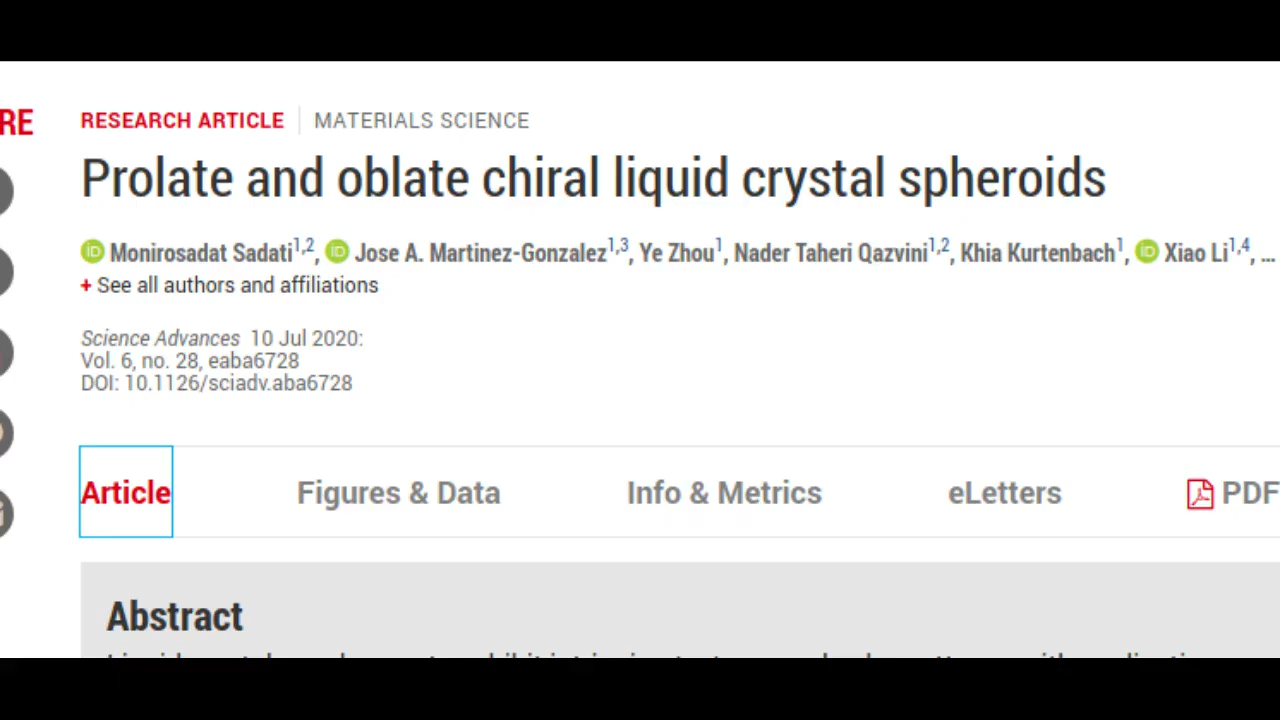 RE
RESEARCH ARTICLE | MATERIALS SCIENCE
Prolate and oblate chiral liquid crystal spheroids
iD Monirosadat Sadati1,2, iD Jose A. Martinez-Gonzalez1,3, Ye Zhou1, Nader Taheri Qazvini1,2, Khia Kurtenbach1, iD Xiao Li1,4, ...
+ See all authors and affiliations
Science Advances 10 Jul 2020:
Vol. 6, no. 28, eaba6728
DOI: 10.1126/sciadv.aba6728
Article Figures & Data Info & Metrics eLetters PDF
Abstract